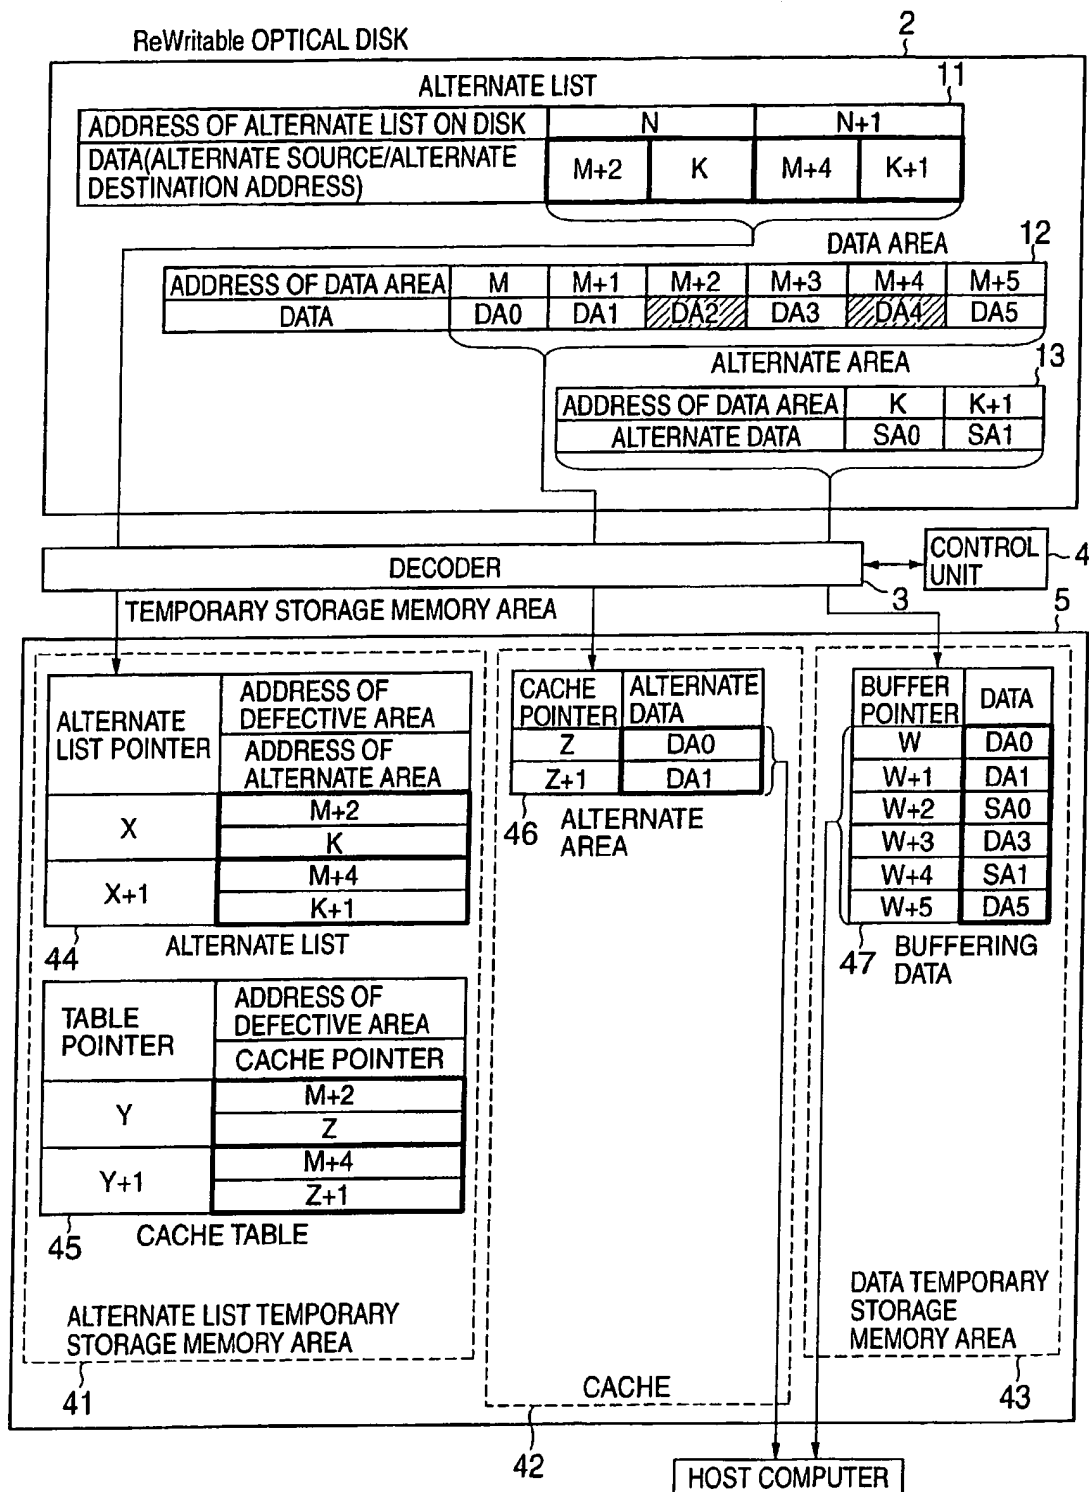 ReWritable OPTICAL DISK
2
ALTERNATE LIST
11
ADDRESS OF ALTERNATE LIST ON DISK N N+1
DATA(ALTERNATE SOURCE/ALTERNATE
DESTINATION ADDRESS)
M+2 K M+4 K+1
DATA AREA
12
ADDRESS OF DATA AREA M M+1 M+2 M+3 M+4 M+5
DATA DA0 DA1 DA2 DA3 DA4 DA5
ALTERNATE AREA
13
ADDRESS OF DATA AREA K K+1
ALTERNATE DATA SA0 SA1
DECODER
3
CONTROL
UNIT
4
TEMPORARY STORAGE MEMORY AREA
5
ALTERNATE
LIST POINTER
ADDRESS OF
DEFECTIVE AREA
ADDRESS OF
ALTERNATE AREA
X
M+2
K
X+1
M+4
K+1
44
ALTERNATE LIST
TABLE
POINTER
ADDRESS OF
DEFECTIVE AREA
CACHE POINTER
Y
M+2
Z
Y+1
M+4
Z+1
45
CACHE TABLE
ALTERNATE LIST TEMPORARY
STORAGE MEMORY AREA
41
CACHE
POINTER
ALTERNATE
DATA
Z DA0
Z+1 DA1
46
ALTERNATE
AREA
CACHE
42
BUFFER
POINTER
DATA
W DA0
W+1 DA1
W+2 SA0
W+3 DA3
W+4 SA1
W+5 DA5
47
BUFFERING
DATA
DATA TEMPORARY
STORAGE
MEMORY AREA
43
HOST COMPUTER